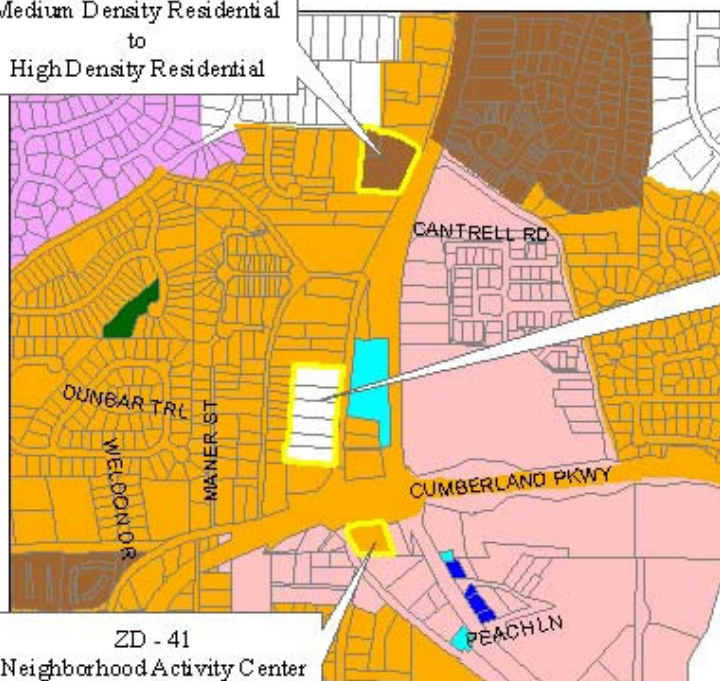 Medium Density Residential
to
High Density Residential
CANTRELL RD
DUNBAR TRL
MANER ST
WELDON DR
CUMBERLAND PKWY
PEACH LN
ZD - 41
Neighborhood Activity Center